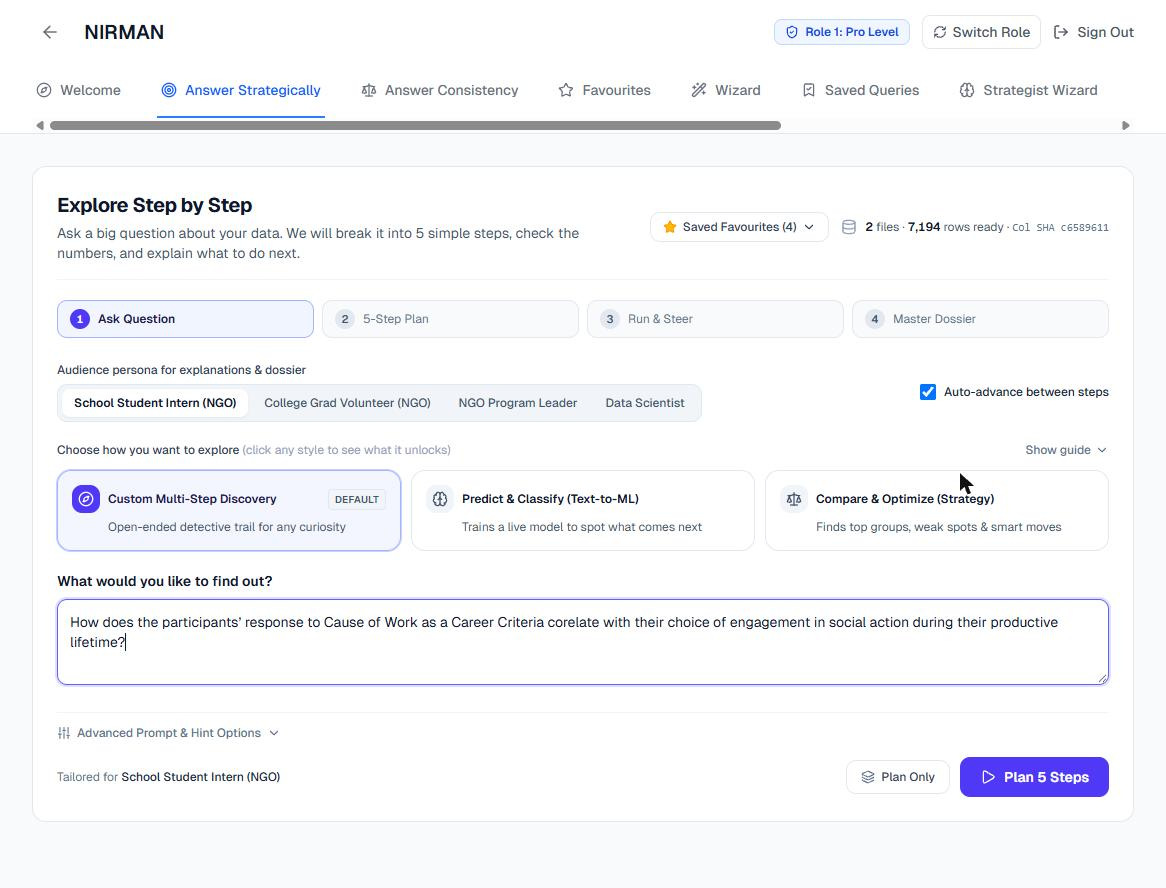 NIRMAN
Role 1: Pro Level
Switch Role
Sign Out
Welcome
Answer Strategically
Answer Consistency
Favourites
Wizard
Saved Queries
Strategist Wizard
Explore Step by Step
Ask a big question about your data. We will break it into 5 simple steps, check the
numbers, and explain what to do next.
Saved Favourites (4)
2 files · 7,194 rows ready · Col SHA c6589611
1 Ask Question
2 5-Step Plan
3 Run & Steer
4 Master Dossier
Audience persona for explanations & dossier
School Student Intern (NGO)
College Grad Volunteer (NGO)
NGO Program Leader
Data Scientist
Auto-advance between steps
Choose how you want to explore (click any style to see what it unlocks)
Show guide
Custom Multi-Step Discovery
DEFAULT
Open-ended detective trail for any curiosity
Predict & Classify (Text-to-ML)
Trains a live model to spot what comes next
Compare & Optimize (Strategy)
Finds top groups, weak spots & smart moves
What would you like to find out?
How does the participants’ response to Cause of Work as a Career Criteria corelate with their choice of engagement in social action during their productive
lifetime?
Advanced Prompt & Hint Options
Tailored for School Student Intern (NGO)
Plan Only
Plan 5 Steps